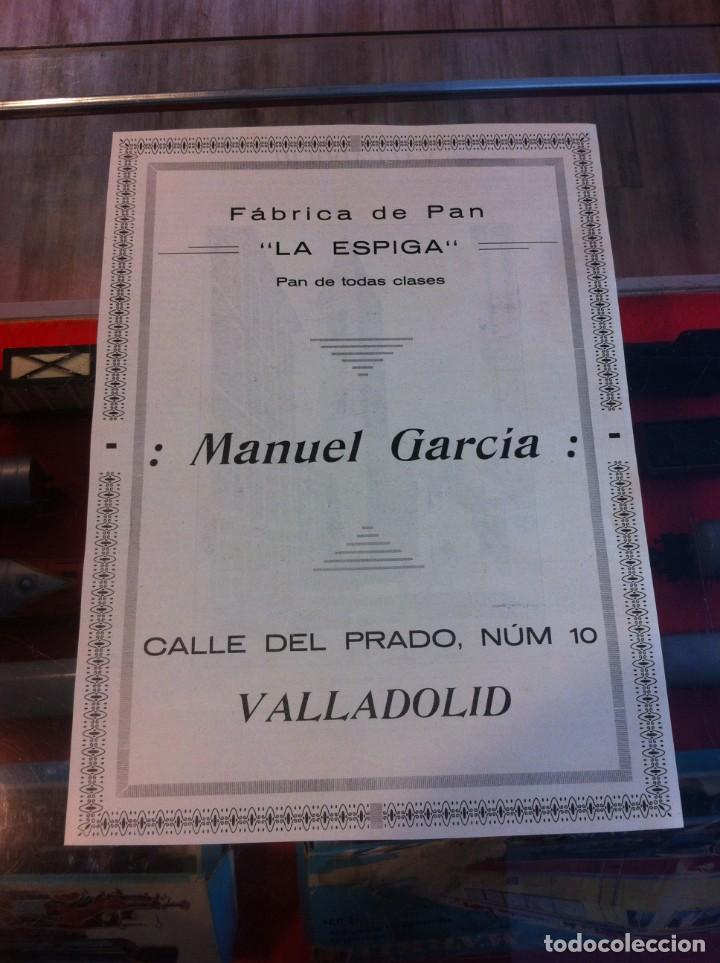 Fábrica de Pan
"LA ESPIGA"
Pan de todas clases
- : Manuel García : -
CALLE DEL PRADO, NÚM 10
VALLADOLID
todocoleccion